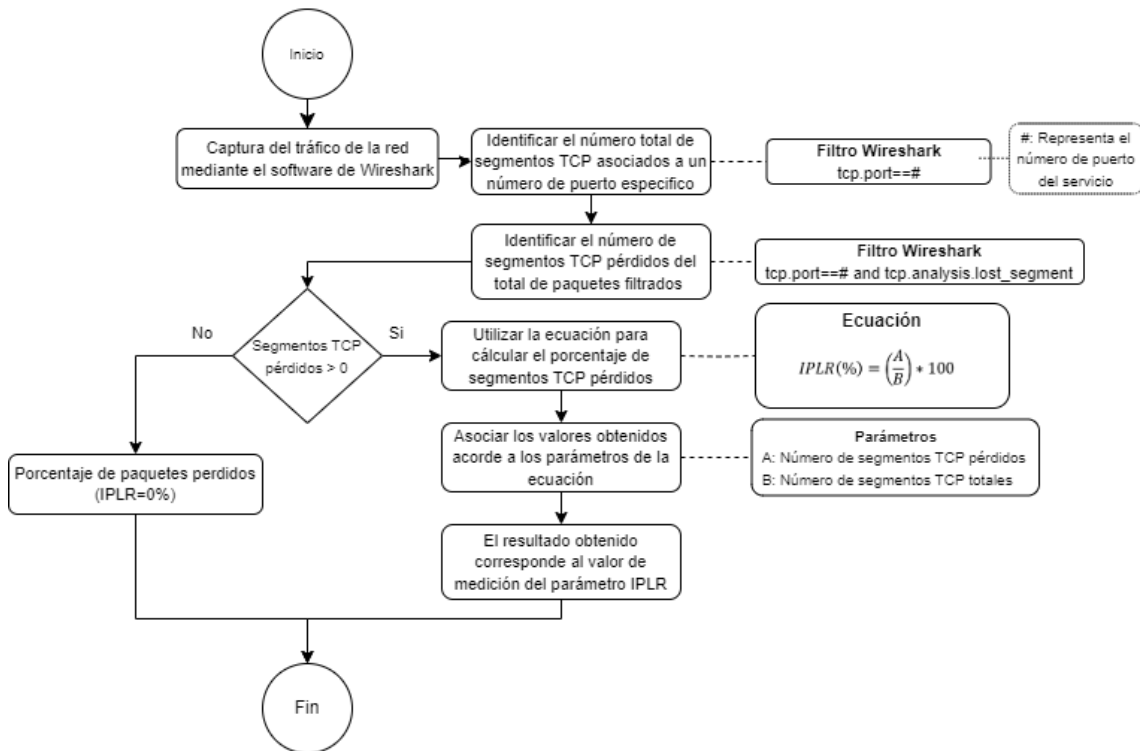 Inicio
Captura del tráfico de la red
mediante el software de Wireshark
Identificar el número total de
segmentos TCP asociados a un
número de puerto especifico
Filtro Wireshark
tcp.port==#
#: Representa el
número de puerto
del servicio
Identificar el número de
segmentos TCP pérdidos del
total de paquetes filtrados
Filtro Wireshark
tcp.port==# and tcp.analysis.lost_segment
No
Segmentos TCP
pérdidos > 0
Si
Utilizar la ecuación para
cálcular el porcentaje de
segmentos TCP pérdidos
Ecuación
IPLR(%) = (A/B) * 100
Porcentaje de paquetes perdidos
(IPLR=0%)
Asociar los valores obtenidos
acorde a los parámetros de la
ecuación
Parámetros
A: Número de segmentos TCP pérdidos
B: Número de segmentos TCP totales
El resultado obtenido
corresponde al valor de
medición del parámetro IPLR
Fin